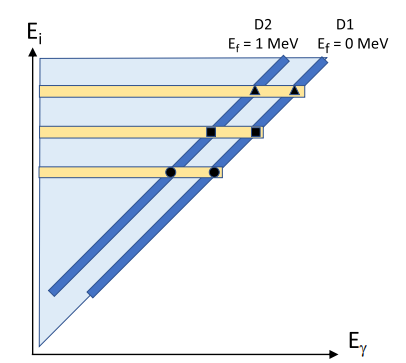 D2 D1
E_f = 1 MeV E_f = 0 MeV
E_i
E_γ